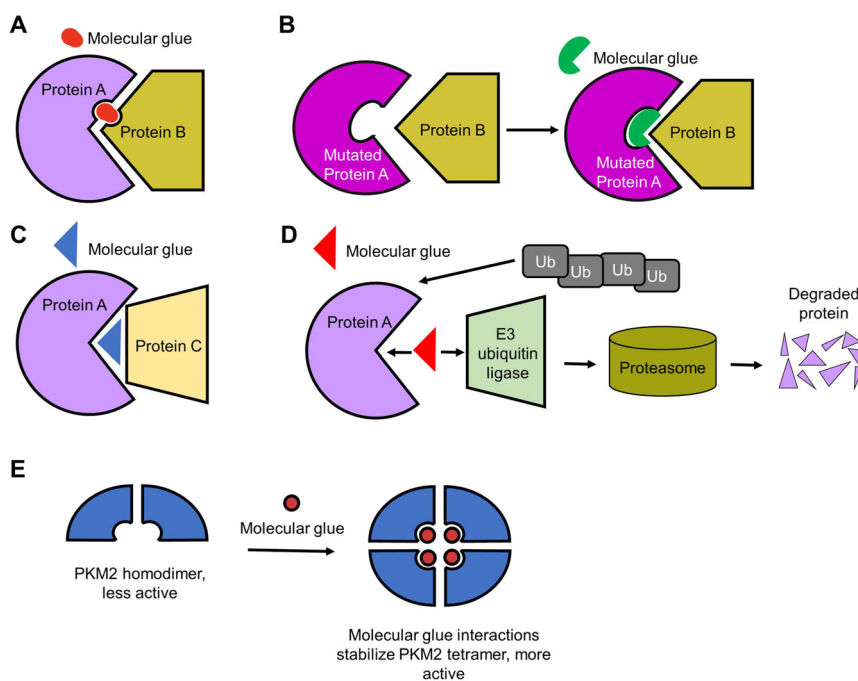 A
Molecular glue
Protein A
Protein B
B
Molecular glue
Mutated
Protein A
Protein B
Mutated
Protein A
Protein B
C
Molecular glue
Protein A
Protein C
D
Molecular glue
Ub
Ub
Ub
Ub
Protein A
E3
ubiquitin
ligase
Proteasome
Degraded
protein
E
Molecular glue
PKM2 homodimer,
less active
Molecular glue interactions
stabilize PKM2 tetramer, more
active